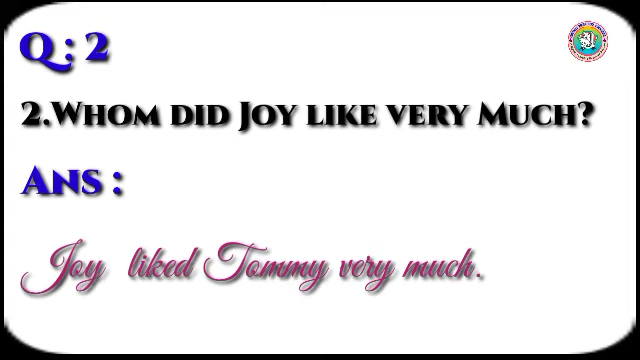 Q : 2
2.Whom did Joy like very Much?
Ans :
Joy liked Tommy very much.